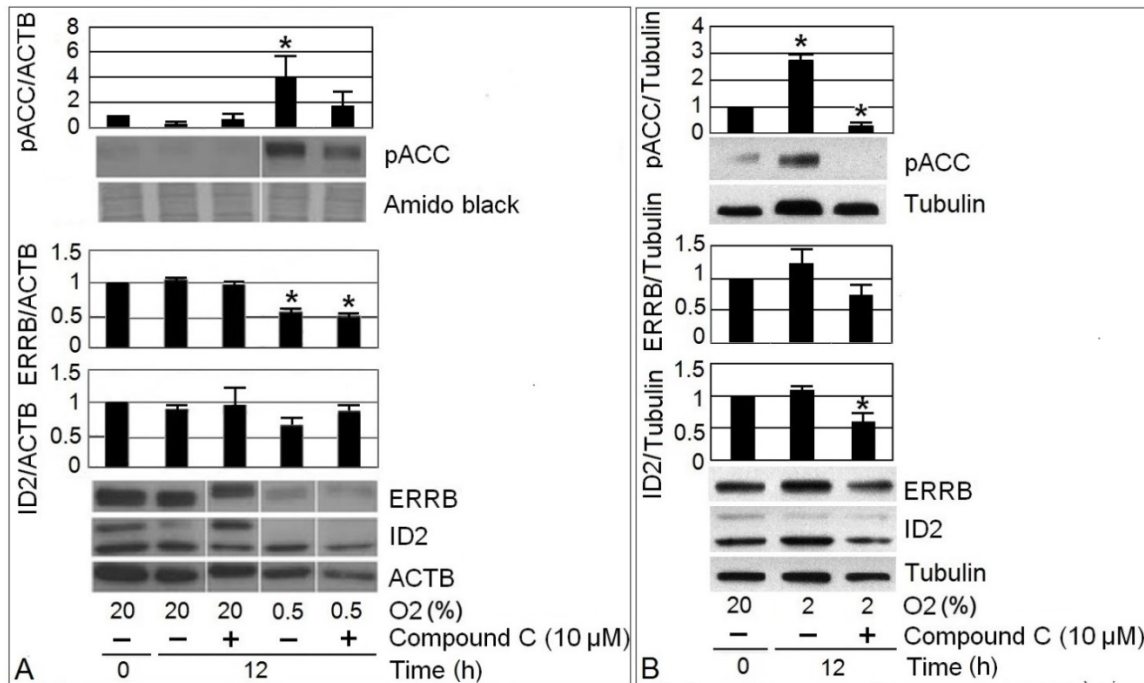 pACC/ACTB
8
6
4
2
0
*
pACC
Amido black
ERRB/ACTB
1.5
1
0.5
0
* *
ID2/ACTB
1.5
1
0.5
0
ERRB
ID2
ACTB
20 20 20 0.5 0.5 O2 (%)
– – + – + Compound C (10 µM)
0 12 Time (h)
A
pACC/Tubulin
4
3
2
1
0
* *
pACC
Tubulin
ERRB/Tubulin
1.5
1
0.5
0
ID2/Tubulin
1.5
1
0.5
0
*
ERRB
ID2
Tubulin
20 2 2 O2 (%)
– – + Compound C (10 µM)
0 12 Time (h)
B